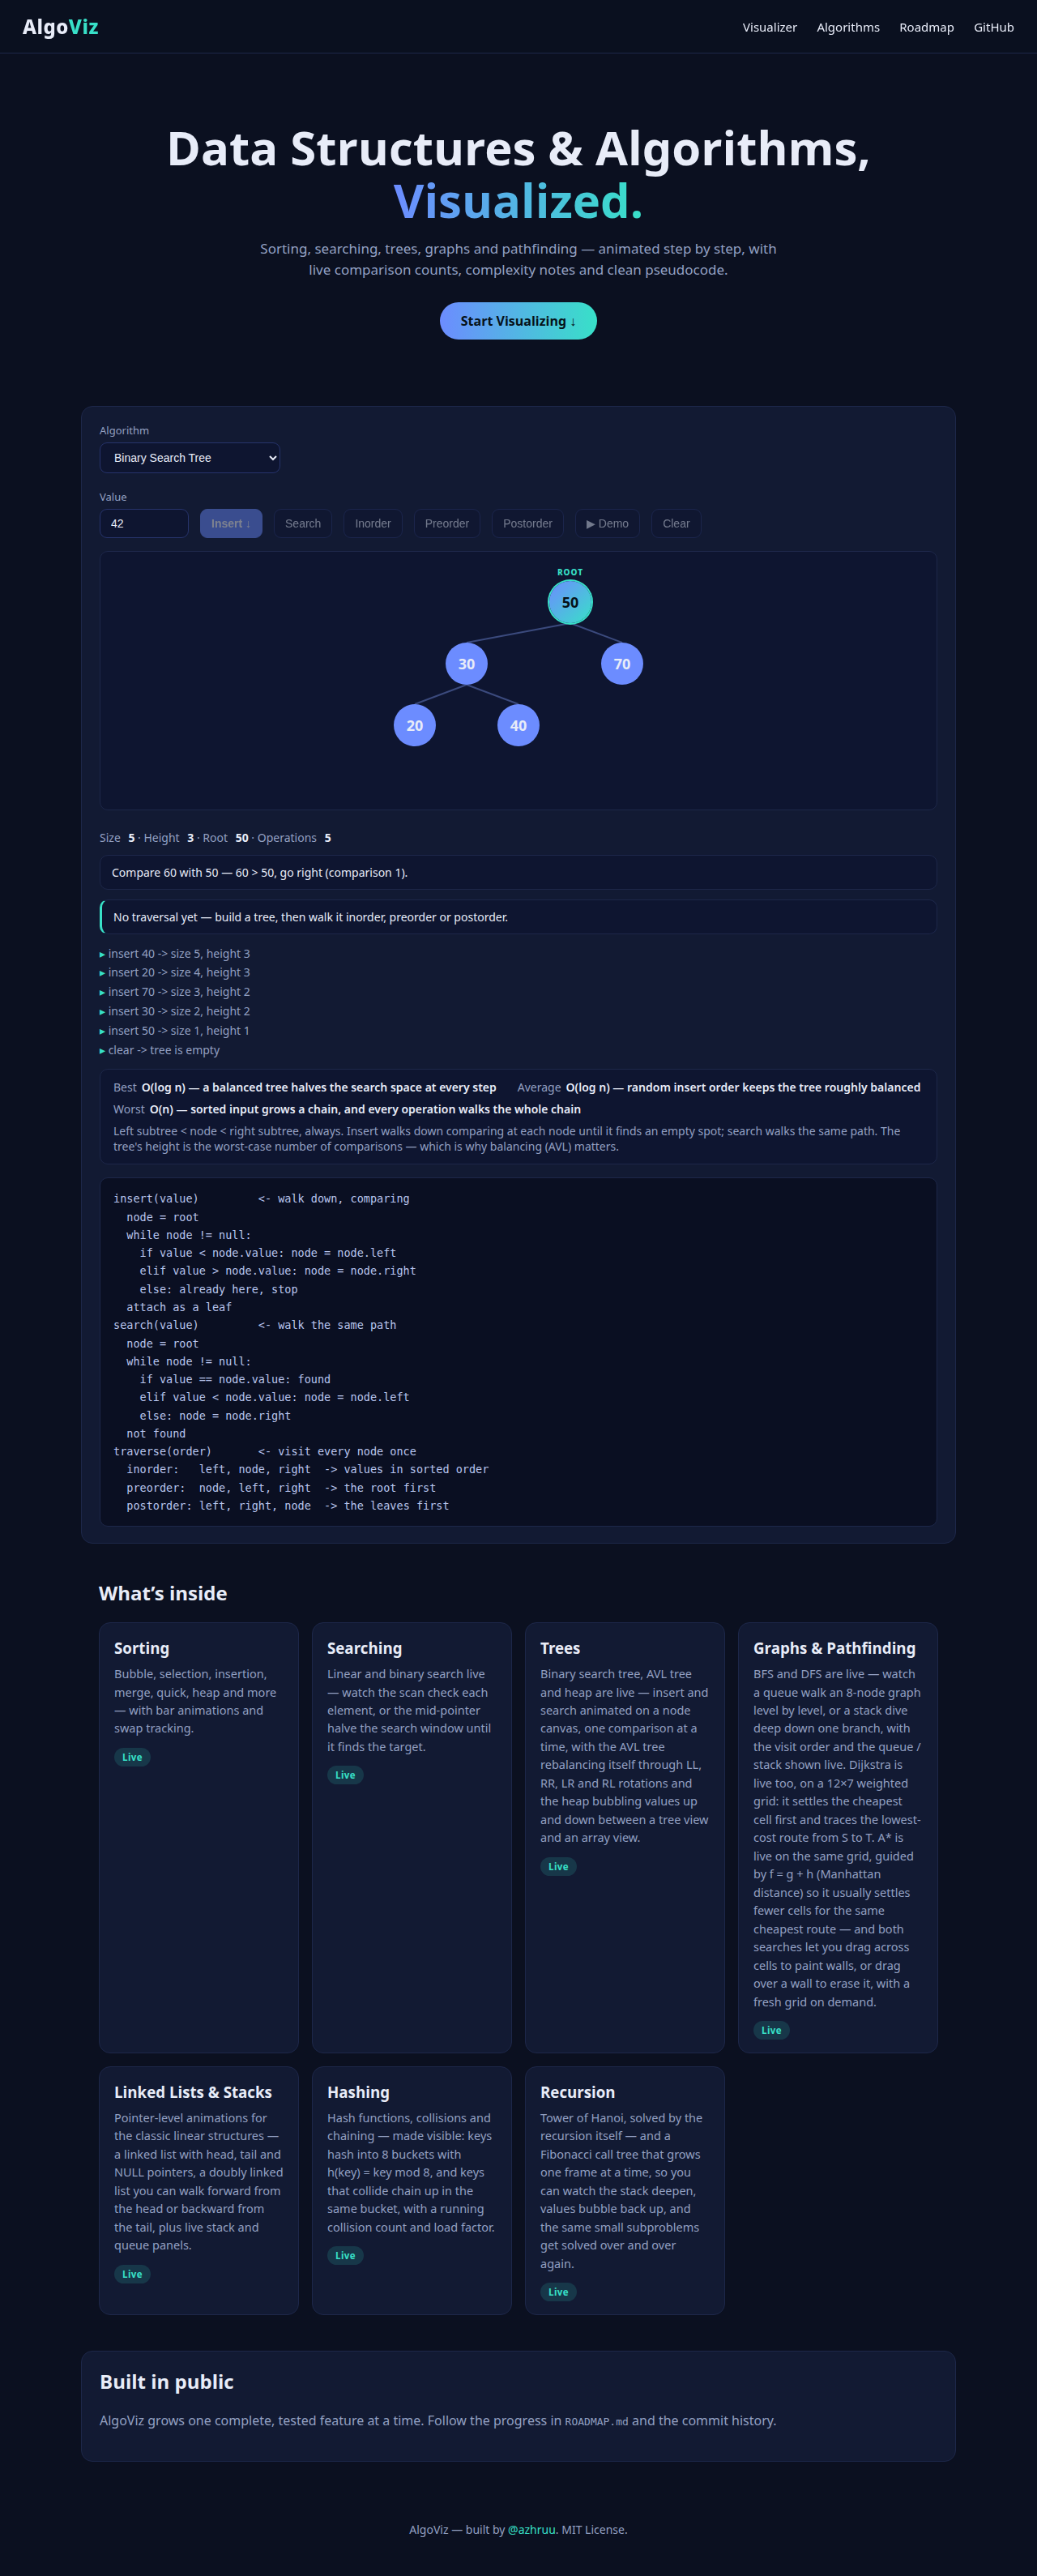 AlgoViz
Visualizer Algorithms Roadmap GitHub
Data Structures & Algorithms,
Visualized.
Sorting, searching, trees, graphs and pathfinding — animated step by step, with
live comparison counts, complexity notes and clean pseudocode.
Start Visualizing ↓
Algorithm
Binary Search Tree
Value
42 Insert ↓ Search Inorder Preorder Postorder ▶ Demo Clear
ROOT
50
30 70
20 40
Size 5 · Height 3 · Root 50 · Operations 5
Compare 60 with 50 — 60 > 50, go right (comparison 1).
No traversal yet — build a tree, then walk it inorder, preorder or postorder.
▸ insert 40 -> size 5, height 3
▸ insert 20 -> size 4, height 3
▸ insert 70 -> size 3, height 2
▸ insert 30 -> size 2, height 2
▸ insert 50 -> size 1, height 1
▸ clear -> tree is empty
Best O(log n) — a balanced tree halves the search space at every step Average O(log n) — random insert order keeps the tree roughly balanced
Worst O(n) — sorted input grows a chain, and every operation walks the whole chain
Left subtree < node < right subtree, always. Insert walks down comparing at each node until it finds an empty spot; search walks the same path. The
tree's height is the worst-case number of comparisons — which is why balancing (AVL) matters.
insert(value)         <- walk down, comparing
  node = root
  while node != null:
    if value < node.value: node = node.left
    elif value > node.value: node = node.right
    else: already here, stop
  attach as a leaf
search(value)         <- walk the same path
  node = root
  while node != null:
    if value == node.value: found
    elif value < node.value: node = node.left
    else: node = node.right
  not found
traverse(order)       <- visit every node once
  inorder:   left, node, right  -> values in sorted order
  preorder:  node, left, right  -> the root first
  postorder: left, right, node  -> the leaves first
What’s inside
Sorting
Bubble, selection, insertion,
merge, quick, heap and more
— with bar animations and
swap tracking.
Live
Searching
Linear and binary search live
— watch the scan check each
element, or the mid-pointer
halve the search window until
it finds the target.
Live
Trees
Binary search tree, AVL tree
and heap are live — insert and
search animated on a node
canvas, one comparison at a
time, with the AVL tree
rebalancing itself through LL,
RR, LR and RL rotations and
the heap bubbling values up
and down between a tree view
and an array view.
Live
Graphs & Pathfinding
BFS and DFS are live — watch
a queue walk an 8-node graph
level by level, or a stack dive
deep down one branch, with
the visit order and the queue /
stack shown live. Dijkstra is
live too, on a 12×7 weighted
grid: it settles the cheapest
cell first and traces the lowest-
cost route from S to T. A* is
live on the same grid, guided
by f = g + h (Manhattan
distance) so it usually settles
fewer cells for the same
cheapest route — and both
searches let you drag across
cells to paint walls, or drag
over a wall to erase it, with a
fresh grid on demand.
Live
Linked Lists & Stacks
Pointer-level animations for
the classic linear structures —
a linked list with head, tail and
NULL pointers, a doubly linked
list you can walk forward from
the head or backward from
the tail, plus live stack and
queue panels.
Live
Hashing
Hash functions, collisions and
chaining — made visible: keys
hash into 8 buckets with
h(key) = key mod 8, and keys
that collide chain up in the
same bucket, with a running
collision count and load factor.
Live
Recursion
Tower of Hanoi, solved by the
recursion itself — and a
Fibonacci call tree that grows
one frame at a time, so you
can watch the stack deepen,
values bubble back up, and
the same small subproblems
get solved over and over
again.
Live
Built in public
AlgoViz grows one complete, tested feature at a time. Follow the progress in ROADMAP.md and the commit history.
AlgoViz — built by @azhruu. MIT License.